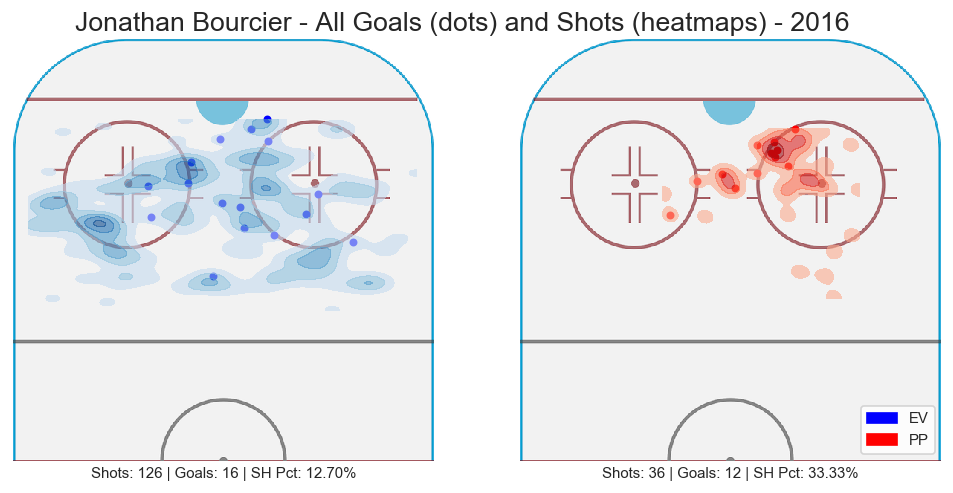 Jonathan Bourcier - All Goals (dots) and Shots (heatmaps) - 2016
EV
PP
Shots: 126 | Goals: 16 | SH Pct: 12.70%
Shots: 36 | Goals: 12 | SH Pct: 33.33%